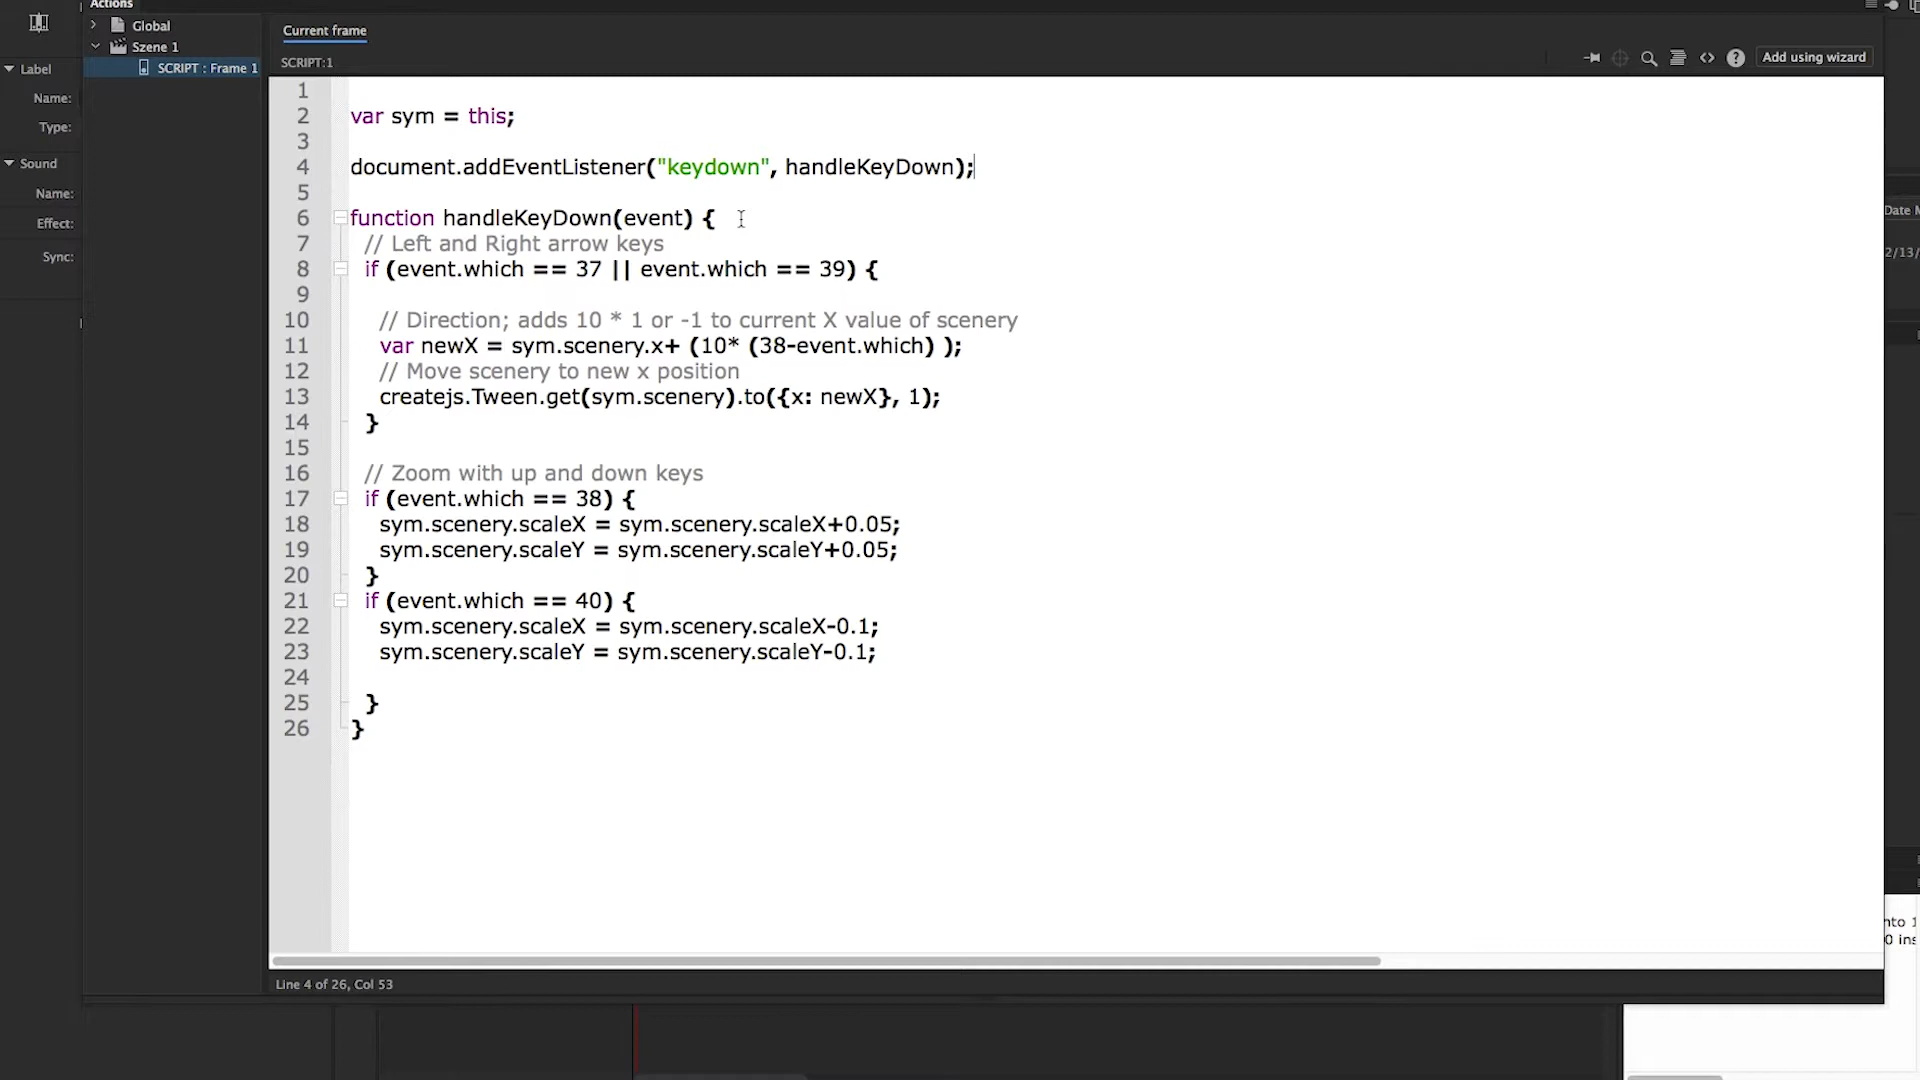 Actions
Global
Szene 1
SCRIPT : Frame 1
Label
Name:
Type:
Sound
Name:
Effect:
Sync:
Current frame
SCRIPT:1
Add using wizard
1
2 var sym = this;
3
4 document.addEventListener("keydown", handleKeyDown);
5
6 function handleKeyDown(event) {
7 // Left and Right arrow keys
8 if (event.which == 37 || event.which == 39) {
9
10 // Direction; adds 10 * 1 or -1 to current X value of scenery
11 var newX = sym.scenery.x+ (10* (38-event.which) );
12 // Move scenery to new x position
13 createjs.Tween.get(sym.scenery).to({x: newX}, 1);
14 }
15
16 // Zoom with up and down keys
17 if (event.which == 38) {
18 sym.scenery.scaleX = sym.scenery.scaleX+0.05;
19 sym.scenery.scaleY = sym.scenery.scaleY+0.05;
20 }
21 if (event.which == 40) {
22 sym.scenery.scaleX = sym.scenery.scaleX-0.1;
23 sym.scenery.scaleY = sym.scenery.scaleY-0.1;
24
25 }
26 }
Line 4 of 26, Col 53
Date M
2/13/